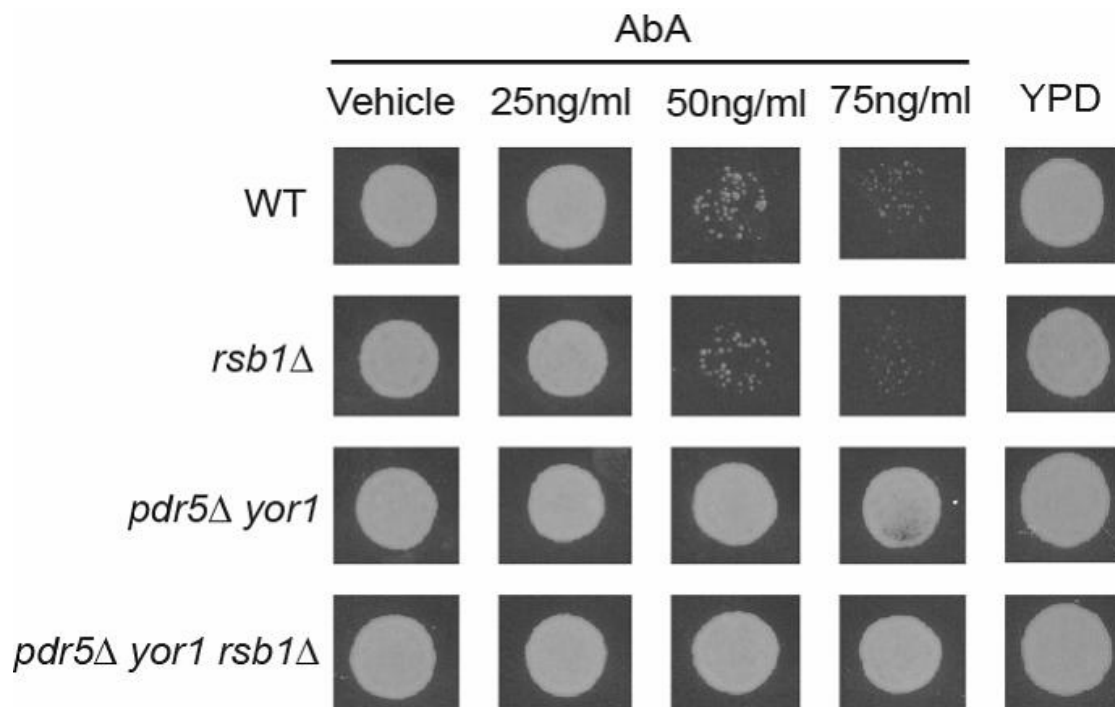 AbA
Vehicle 25ng/ml 50ng/ml 75ng/ml YPD
WT
rsb1Δ
pdr5Δ yor1
pdr5Δ yor1 rsb1Δ